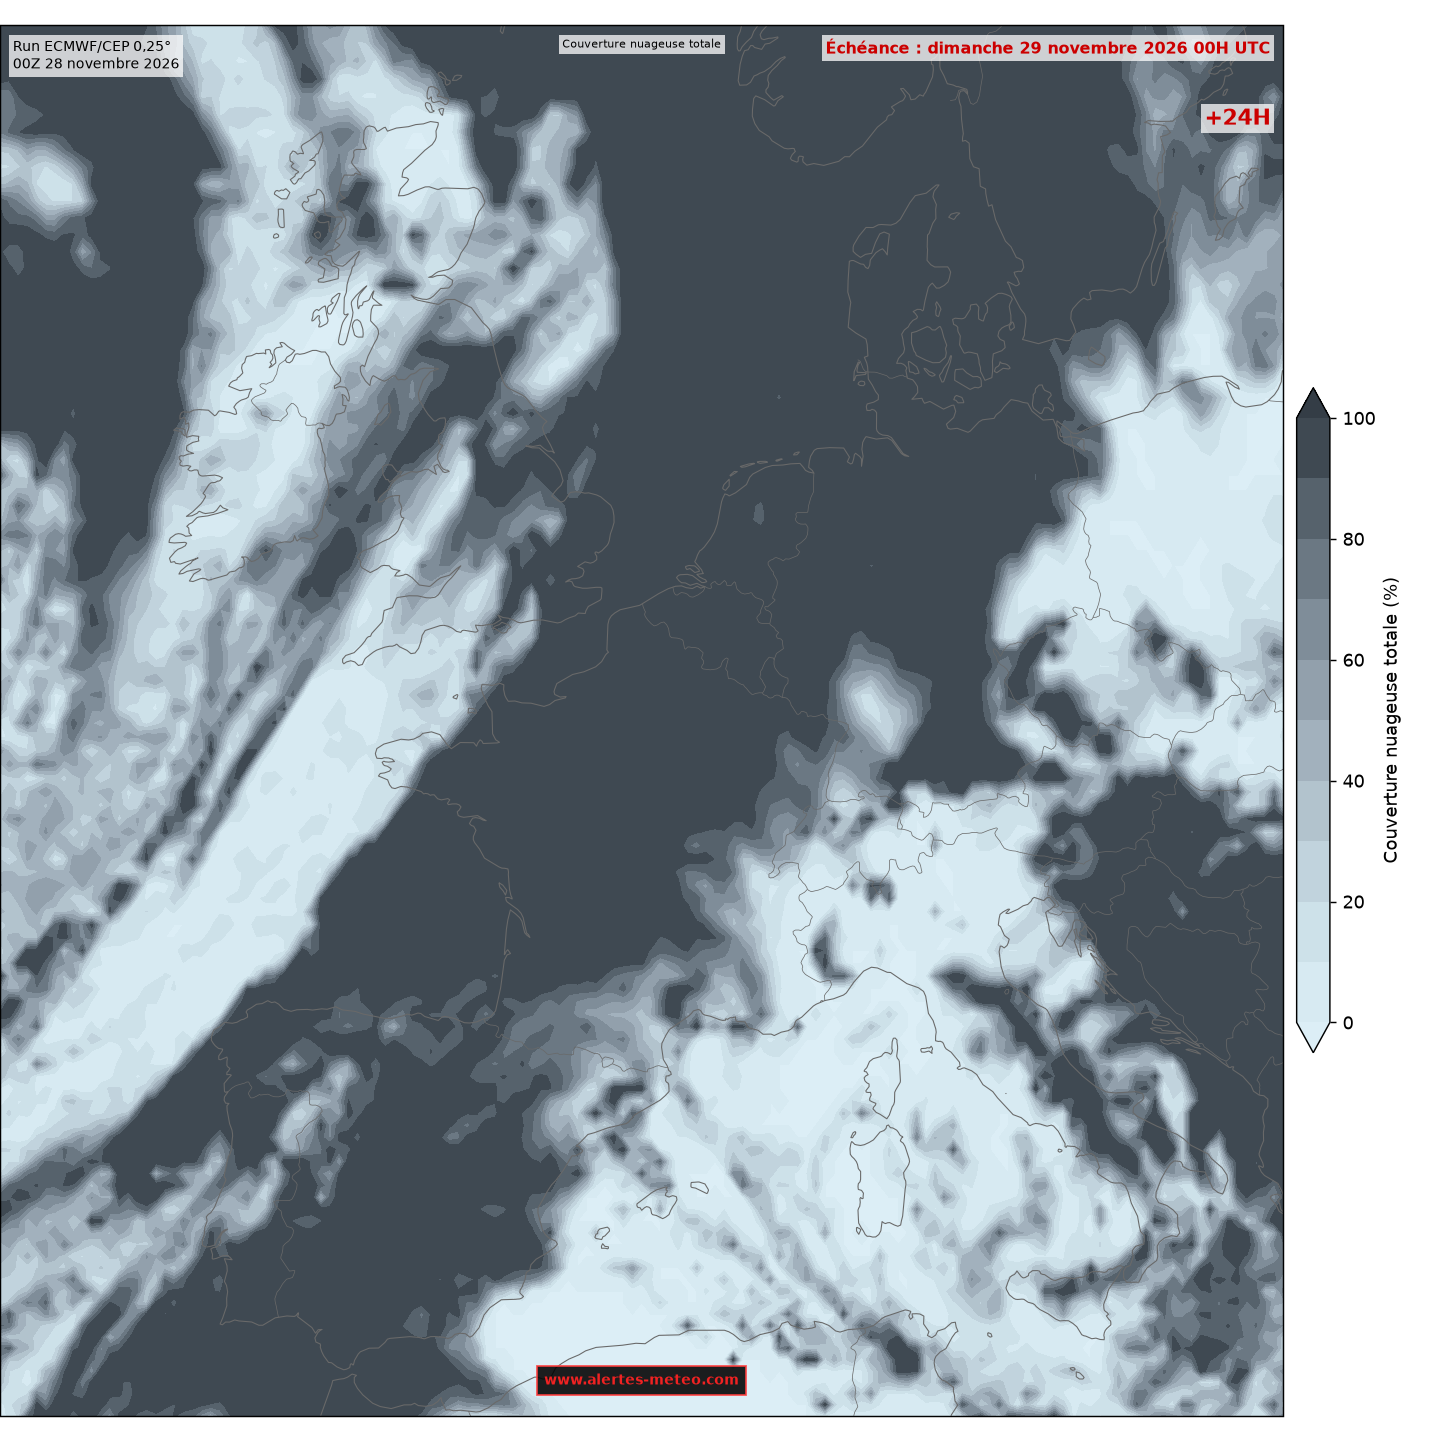 Run ECMWF/CEP 0,25°
00Z 28 novembre 2026
Couverture nuageuse totale
Échéance : dimanche 29 novembre 2026 00H UTC
+24H
100
80
60
40
20
0
Couverture nuageuse totale (%)
www.alertes-meteo.com